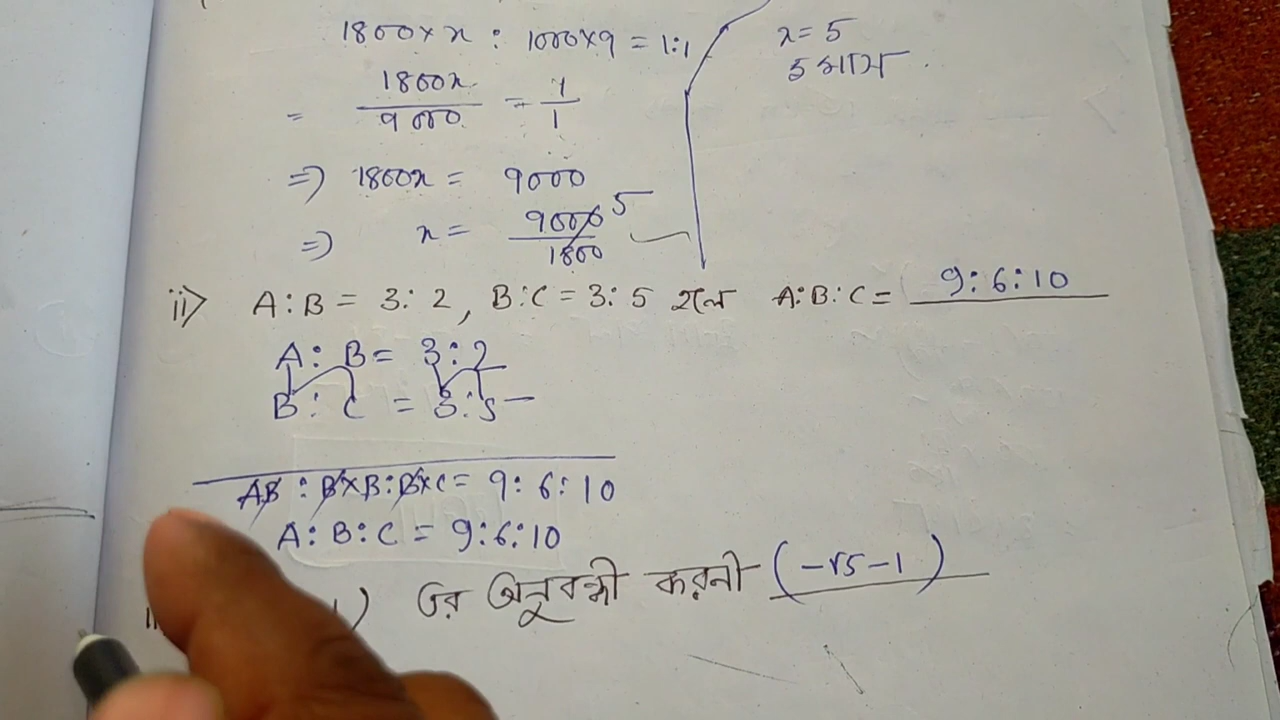 1800×x : 1000×9 = 1:1
= 1800x/9000 = 1/1
⇒ 1800x = 9000
⇒ x = 9000/1800 5
x = 5
5 মাস
ii) A:B = 3:2, B:C = 3:5 হলে A:B:C = 9:6:10
A : B = 3:2
B : C = 3:5
AB : B×B : B×C = 9:6:10
A:B:C = 9:6:10
) এর অনুবন্ধী করনী (-√5-1)